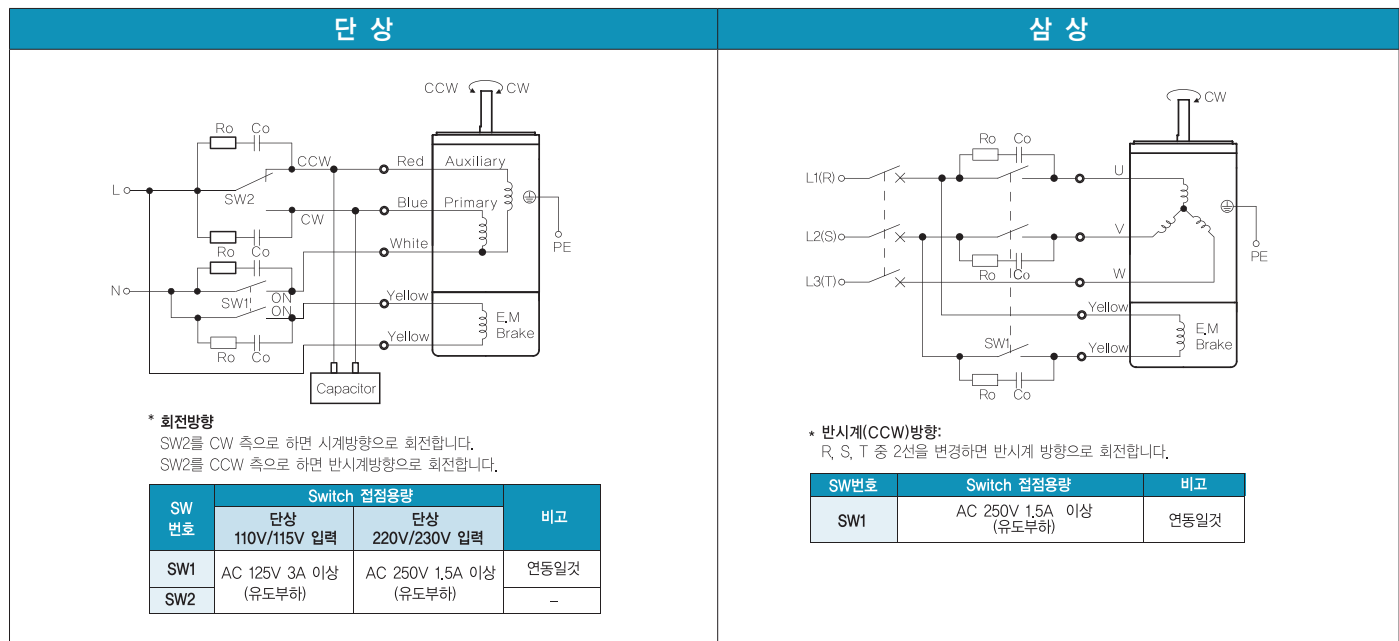 단 상
CCW CW
Ro Co
CCW
Red Auxiliary
L
SW2
Blue Primary
CW
White
PE
Ro Co
N
SW1 ON
ON
Yellow
E.M
Brake
Yellow
Ro Co
Capacitor
* 회전방향
SW2를 CW 측으로 하면 시계방향으로 회전합니다.
SW2를 CCW 측으로 하면 반시계방향으로 회전합니다.
SW
번호
Switch 접점용량
비고
단상
110V/115V 입력
단상
220V/230V 입력
SW1
AC 125V 3A 이상
(유도부하)
AC 250V 1.5A 이상
(유도부하)
연동일것
SW2
–
삼 상
CW
Ro Co
L1(R)
U
L2(S)
V
PE
Ro Co
L3(T)
W
Yellow
E.M
Brake
SW1
Yellow
Ro Co
* 반시계(CCW)방향:
R, S, T 중 2선을 변경하면 반시계 방향으로 회전합니다.
SW번호 Switch 접점용량 비고
SW1
AC 250V 1.5A 이상
(유도부하)
연동일것